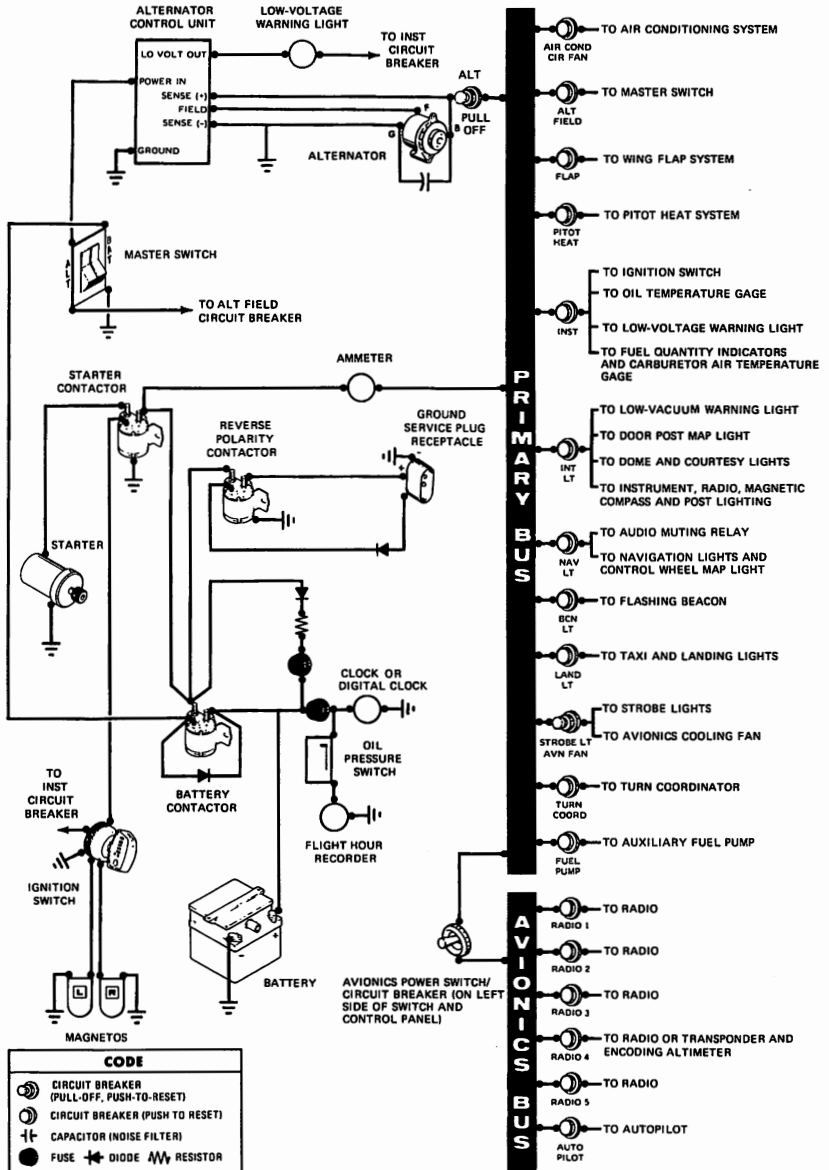 ALTERNATOR
CONTROL UNIT
LOW-VOLTAGE
WARNING LIGHT
LO VOLT OUT
TO INST
CIRCUIT
BREAKER
POWER IN
SENSE (+)
FIELD
SENSE (-)
GROUND
ALT
PULL
OFF
F
G
B
C
ALTERNATOR
ALT
BAT
MASTER SWITCH
TO ALT FIELD
CIRCUIT BREAKER
AMMETER
STARTER
CONTACTOR
REVERSE
POLARITY
CONTACTOR
GROUND
SERVICE PLUG
RECEPTACLE
-
+
STARTER
CLOCK OR
DIGITAL CLOCK
OIL
PRESSURE
SWITCH
BATTERY
CONTACTOR
FLIGHT HOUR
RECORDER
TO
INST
CIRCUIT
BREAKER
IGNITION
SWITCH
L
R
MAGNETOS
-
+
BATTERY
AVIONICS POWER SWITCH/
CIRCUIT BREAKER (ON LEFT
SIDE OF SWITCH AND
CONTROL PANEL)
PRIMARY BUS
AIR COND
CIR FAN
TO AIR CONDITIONING SYSTEM
ALT
FIELD
TO MASTER SWITCH
FLAP
TO WING FLAP SYSTEM
PITOT
HEAT
TO PITOT HEAT SYSTEM
INST
TO IGNITION SWITCH
TO OIL TEMPERATURE GAGE
TO LOW-VOLTAGE WARNING LIGHT
TO FUEL QUANTITY INDICATORS
AND CARBURETOR AIR TEMPERATURE
GAGE
INT
LT
TO LOW-VACUUM WARNING LIGHT
TO DOOR POST MAP LIGHT
TO DOME AND COURTESY LIGHTS
TO INSTRUMENT, RADIO, MAGNETIC
COMPASS AND POST LIGHTING
NAV
LT
TO AUDIO MUTING RELAY
TO NAVIGATION LIGHTS AND
CONTROL WHEEL MAP LIGHT
BCN
LT
TO FLASHING BEACON
LAND
LT
TO TAXI AND LANDING LIGHTS
STROBE LT
AVN FAN
TO STROBE LIGHTS
TO AVIONICS COOLING FAN
TURN
COORD
TO TURN COORDINATOR
FUEL
PUMP
TO AUXILIARY FUEL PUMP
AVIONICS BUS
RADIO 1
TO RADIO
RADIO 2
TO RADIO
RADIO 3
TO RADIO
RADIO 4
TO RADIO OR TRANSPONDER AND
ENCODING ALTIMETER
RADIO 5
TO RADIO
AUTO
PILOT
TO AUTOPILOT
CODE
CIRCUIT BREAKER
(PULL-OFF, PUSH-TO-RESET)
CIRCUIT BREAKER (PUSH TO RESET)
CAPACITOR (NOISE FILTER)
FUSE
DIODE
RESISTOR